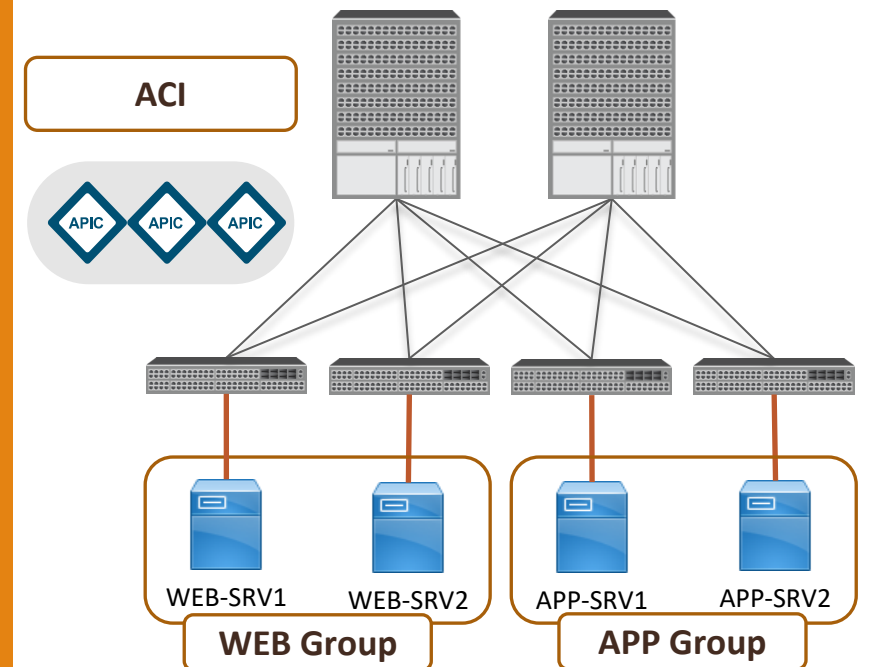 ACI
APIC APIC APIC
WEB-SRV1 WEB-SRV2 APP-SRV1 APP-SRV2
WEB Group APP Group